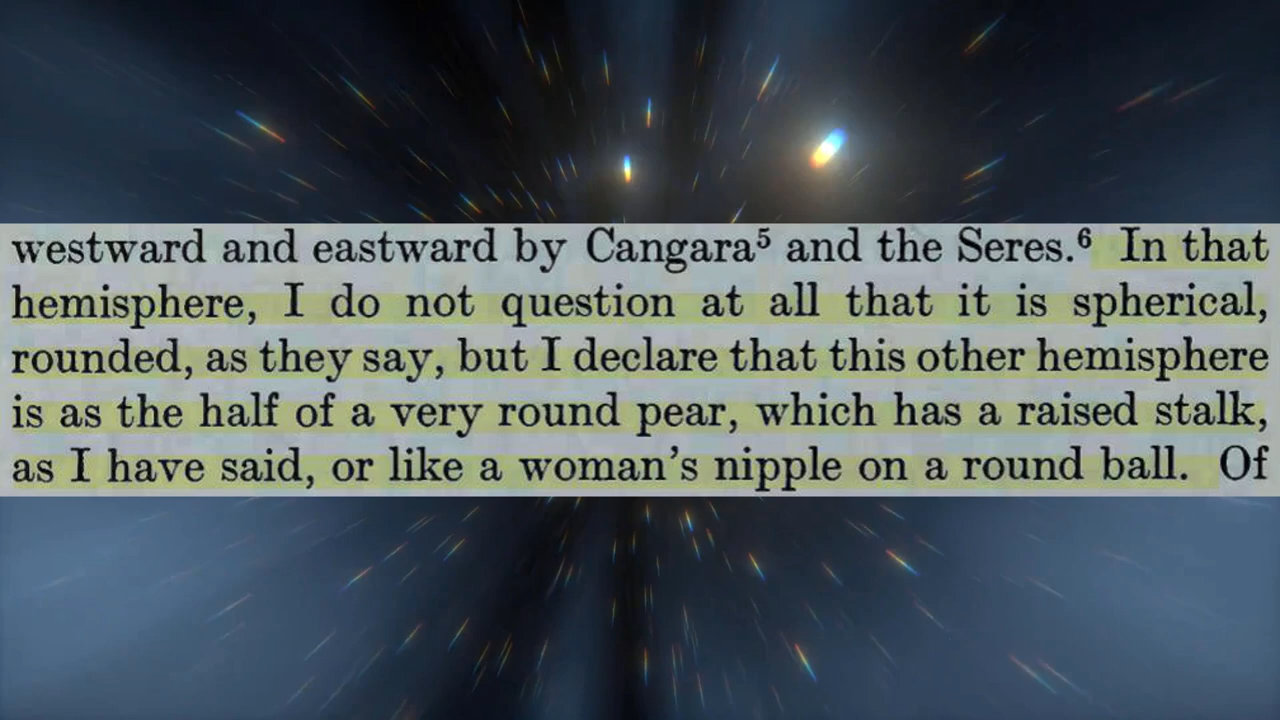 westward and eastward by Cangara⁵ and the Seres.⁶ In that
hemisphere, I do not question at all that it is spherical,
rounded, as they say, but I declare that this other hemisphere
is as the half of a very round pear, which has a raised stalk,
as I have said, or like a woman’s nipple on a round ball. Of